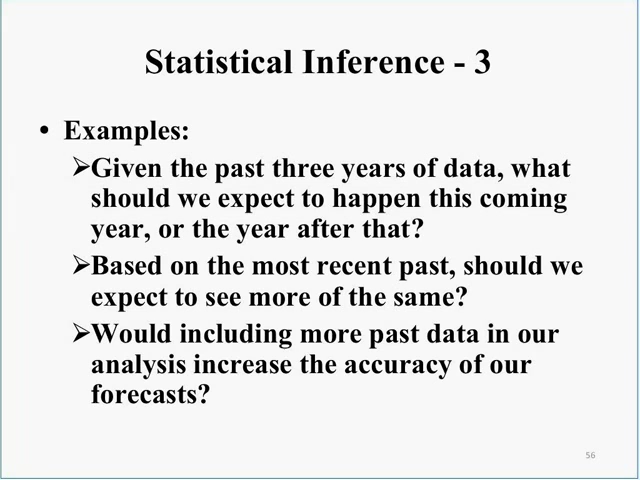 Statistical Inference - 3
• Examples:
➢Given the past three years of data, what
should we expect to happen this coming
year, or the year after that?
➢Based on the most recent past, should we
expect to see more of the same?
➢Would including more past data in our
analysis increase the accuracy of our
forecasts?
56